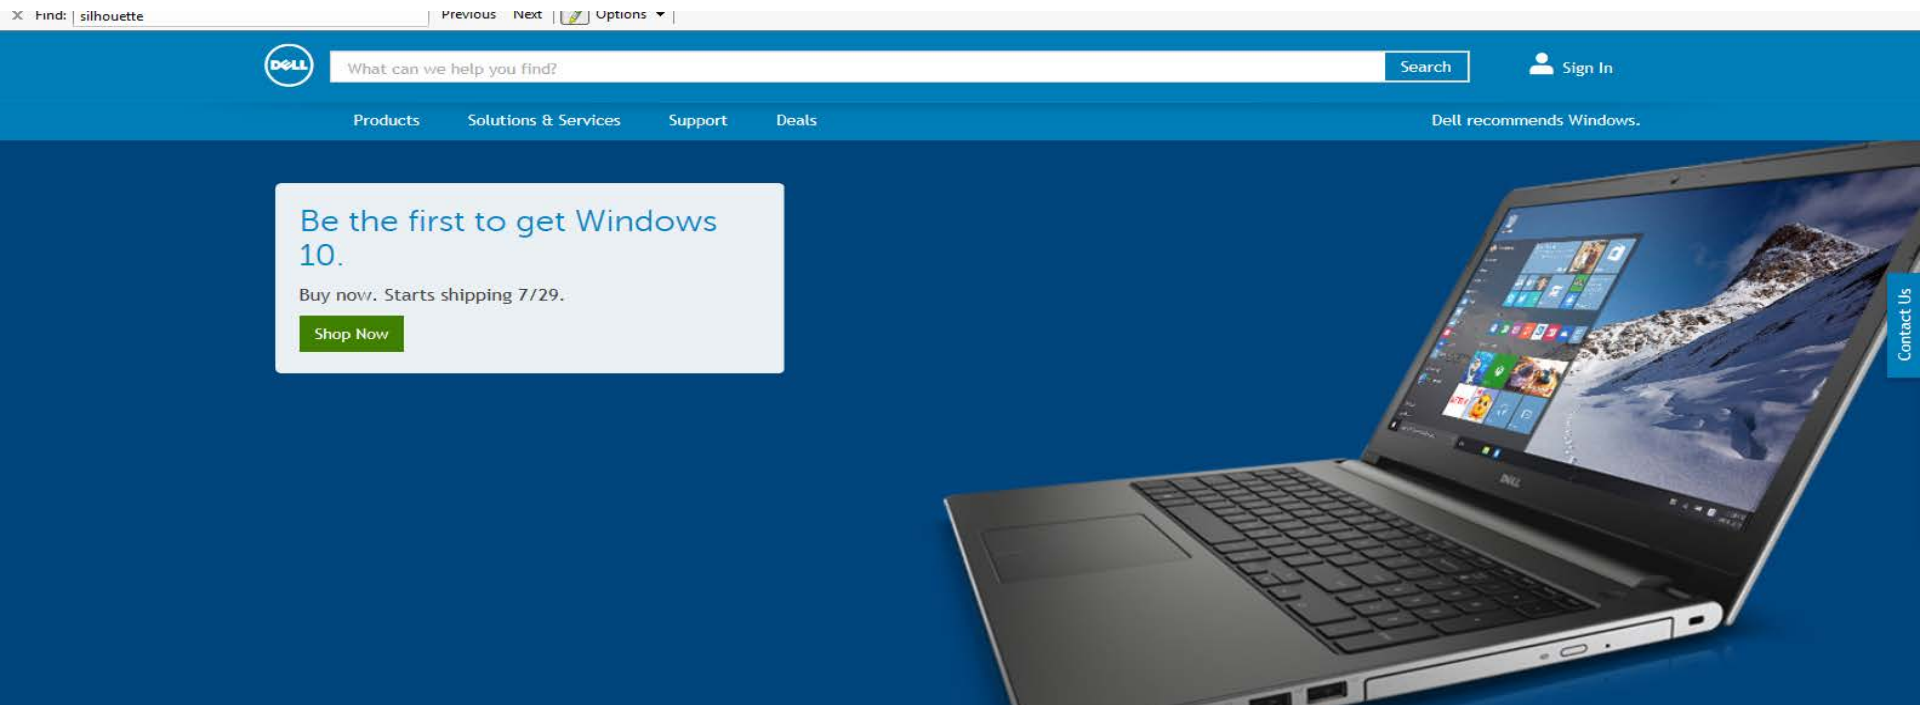 X Find: silhouette Previous Next Options
DELL What can we help you find? Search Sign In
Products Solutions & Services Support Deals Dell recommends Windows.
Be the first to get Windows
10.
Buy now. Starts shipping 7/29.
Shop Now
Contact Us
DELL